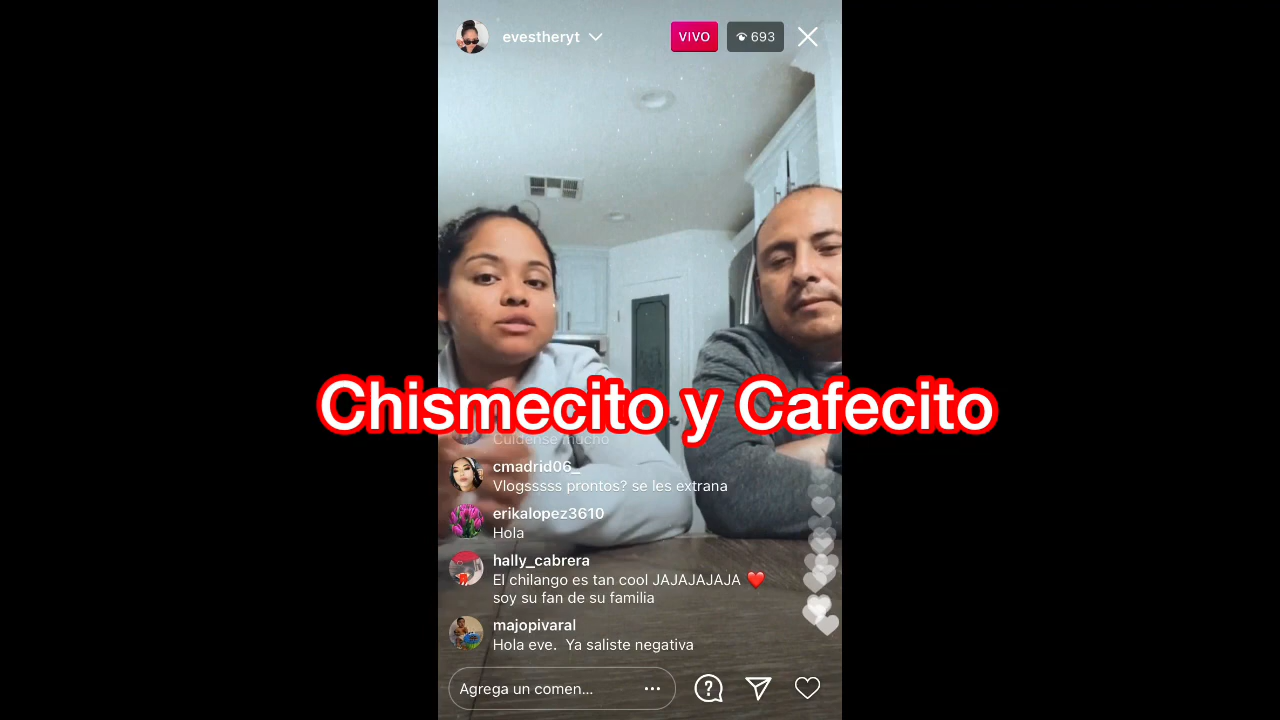 evestheryt
VIVO
693
Chismecito y Cafecito
Cuidense mucho
cmadrid06_
Vlogsssss prontos? se les extrana
erikalopez3610
Hola
hally_cabrera
El chilango es tan cool JAJAJAJAJA ❤️
soy su fan de su familia
majopivaral
Hola eve.  Ya saliste negativa
Agrega un comen...